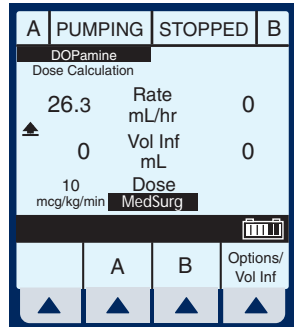 A PUMPING STOPPED B
DOPamine
Dose Calculation
26.3 Rate mL/hr 0
0 Vol Inf mL 0
10 mcg/kg/min Dose
MedSurg
A B Options/ Vol Inf